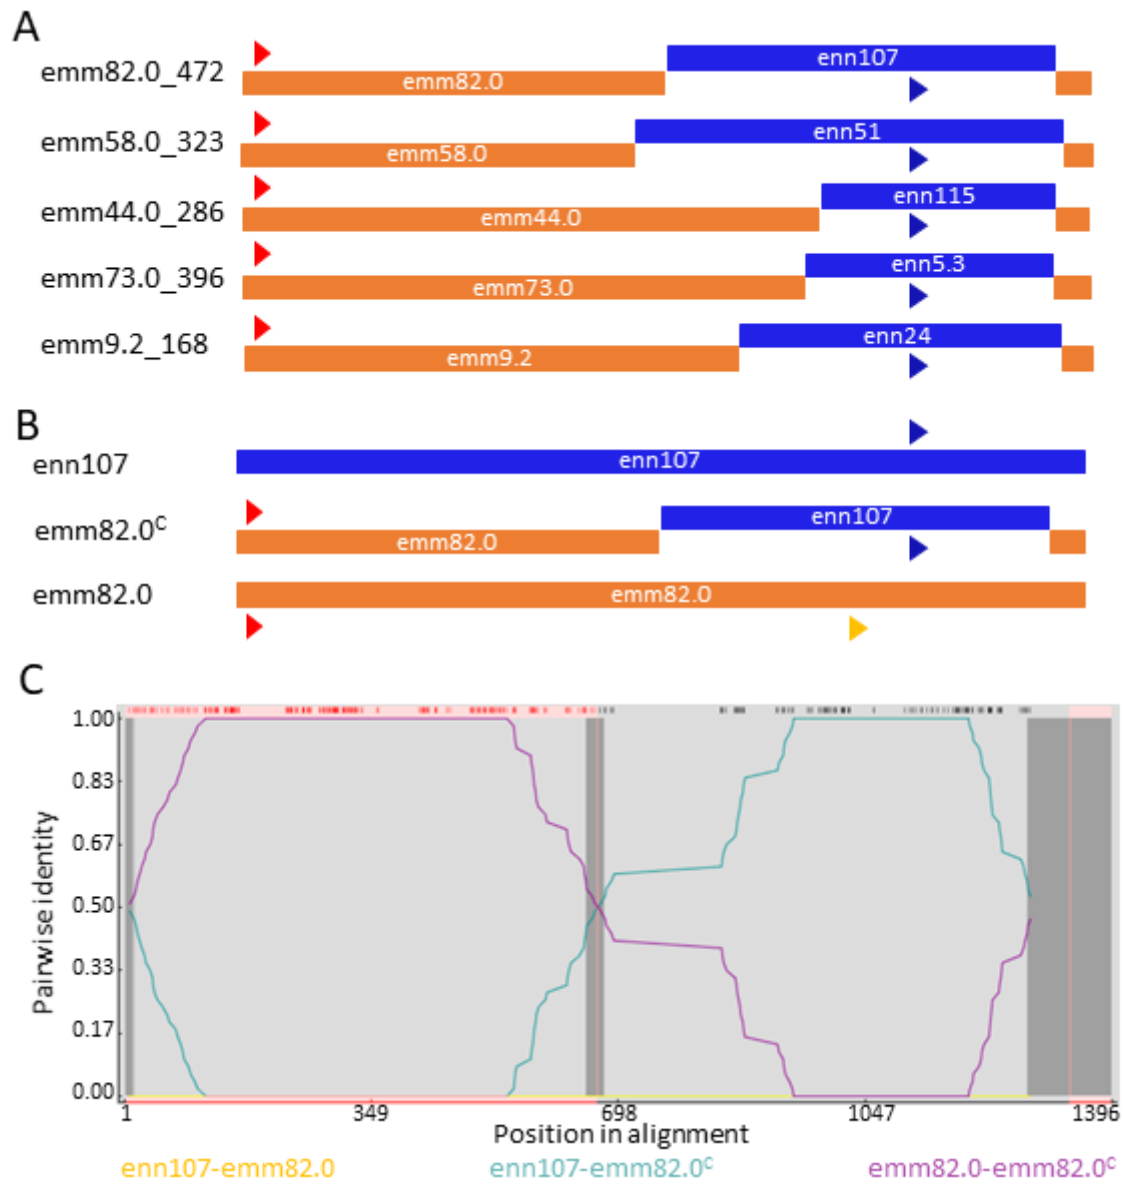 A
enn107
emm82.0_472
emm82.0
enn51
emm58.0_323
emm58.0
enn115
emm44.0_286
emm44.0
enn5.3
emm73.0_396
emm73.0
enn24
emm9.2_168
emm9.2
B
enn107
enn107
enn107
emm82.0ᶜ
emm82.0
emm82.0
emm82.0
C
1.00
0.83
0.67
0.50
0.33
0.17
0.00
Pairwise identity
1 349 698 1047 1396
Position in alignment
enn107-emm82.0 enn107-emm82.0ᶜ emm82.0-emm82.0ᶜ